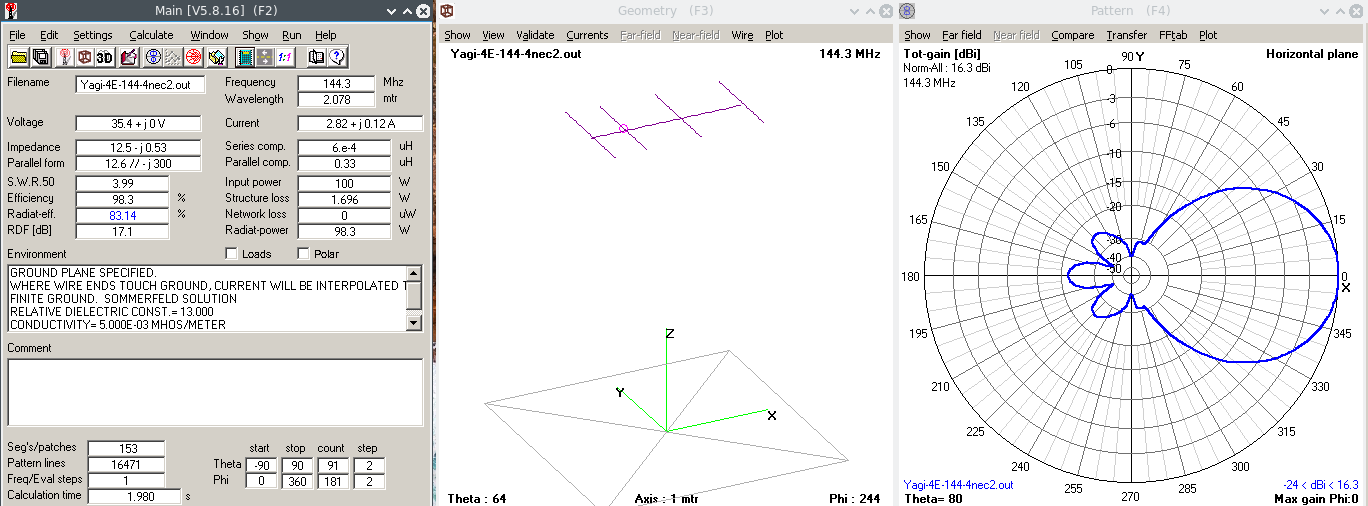 Main [V5.8.16] (F2)
File Edit Settings Calculate Window Show Run Help
3D 1:1 ?
Filename Yagi-4E-144-4nec2.out Frequency 144.3 Mhz
Wavelength 2.078 mtr
Voltage 35.4 + j 0 V Current 2.82 + j 0.12 A
Impedance 12.5 - j 0.53 Series comp. 6.e-4 uH
Parallel form 12.6 // - j 300 Parallel comp. 0.33 uH
S.W.R.50 3.99 Input power 100 W
Efficiency 98.3 % Structure loss 1.696 W
Radiat-eff. 83.14 % Network loss 0 uW
RDF [dB] 17.1 Radiat-power 98.3 W
Environment Loads Polar
GROUND PLANE SPECIFIED.
WHERE WIRE ENDS TOUCH GROUND, CURRENT WILL BE INTERPOLATED T
FINITE GROUND. SOMMERFELD SOLUTION
RELATIVE DIELECTRIC CONST.= 13.000
CONDUCTIVITY= 5.000E-03 MHOS/METER
Comment
Seg's/patches 153 start stop count step
Pattern lines 16471 Theta -90 90 91 2
Freq/Eval steps 1 Phi 0 360 181 2
Calculation time 1.980 s
Geometry (F3)
Show View Validate Currents Far-field Near-field Wire Plot
Yagi-4E-144-4nec2.out 144.3 MHz
Z
Y
X
Theta : 64 Axis : 1 mtr Phi : 244
Pattern (F4)
Show Far field Near field Compare Transfer FFtab Plot
Tot-gain [dBi] Horizontal plane
Norm-All : 16.3 dBi
144.3 MHz
90 Y
105 75
120 60
135 45
150 30
165 15
180 0
X
195 345
210 330
225 315
240 300
255 285
270
0
-3
-6
-10
-15
-20
-30
-40
-50
Yagi-4E-144-4nec2.out -24 < dBi < 16.3
Theta= 80 Max gain Phi:0